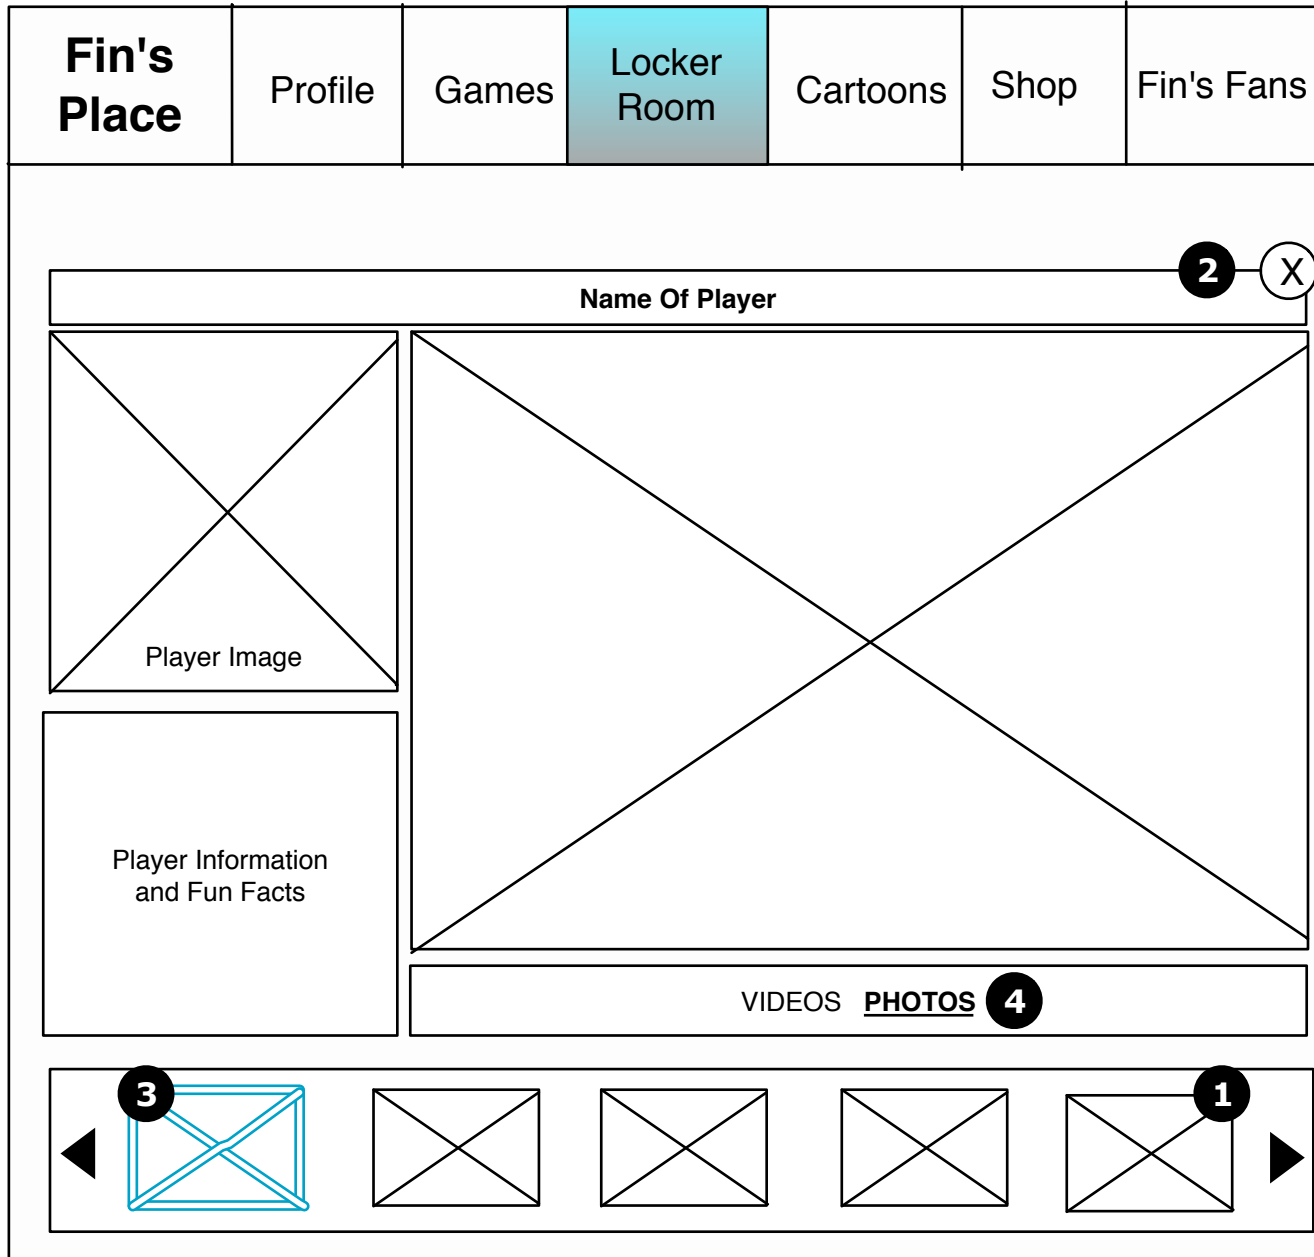 Fin's
Place
Profile
Games
Locker
Room
Cartoons
Shop
Fin's Fans
2
X
Name Of Player
Player Image
Player Information
and Fun Facts
VIDEOS PHOTOS 4
3
1